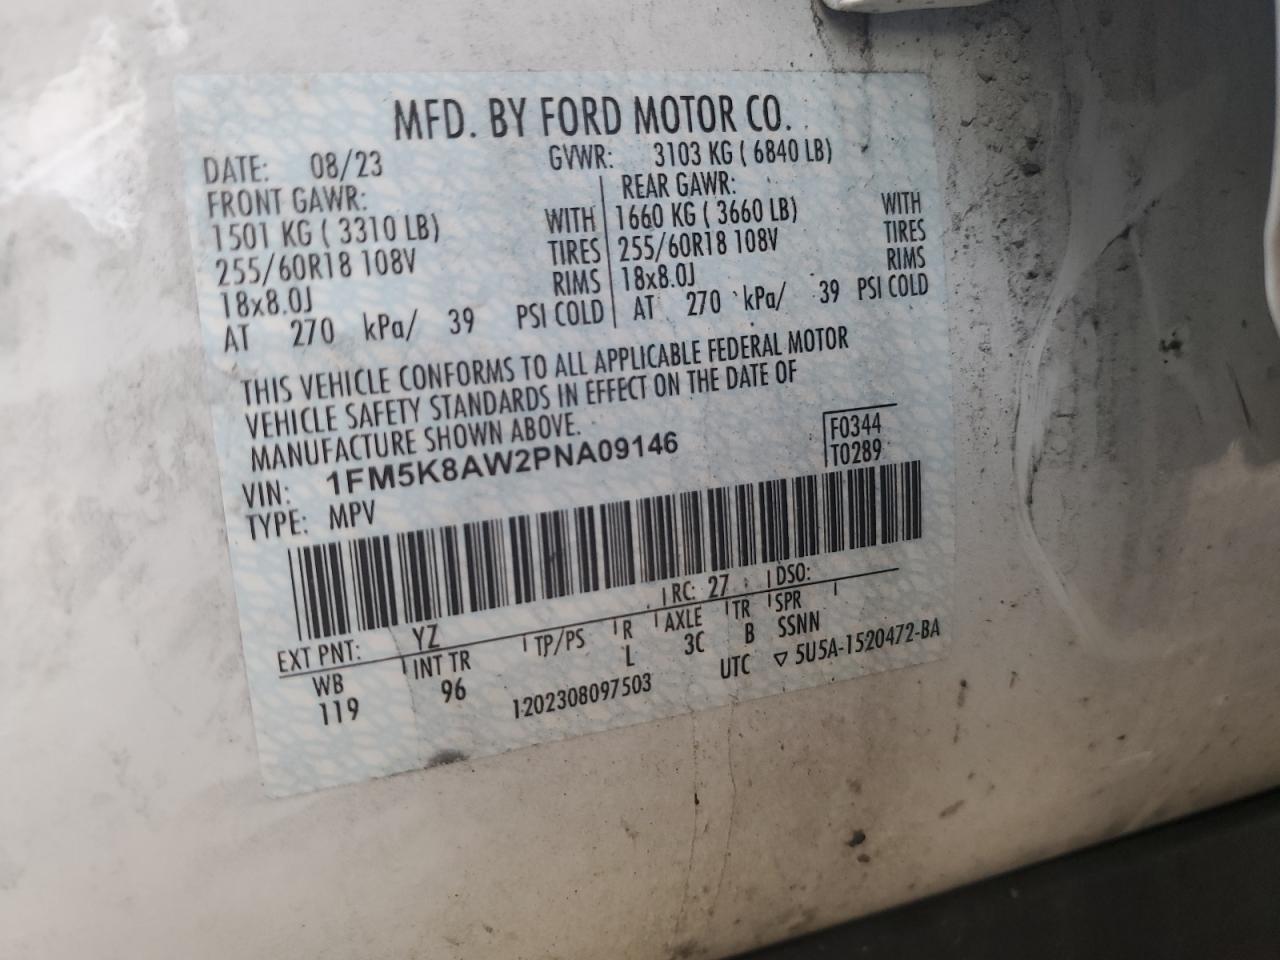 MFD. BY FORD MOTOR CO.
DATE: 08/23 GVWR: 3103 KG ( 6840 LB)
FRONT GAWR: REAR GAWR:
1501 KG ( 3310 LB) WITH 1660 KG ( 3660 LB) WITH
255/60R18 108V TIRES 255/60R18 108V TIRES
18x8.0J RIMS 18x8.0J RIMS
AT 270 kPa/ 39 PSI COLD AT 270 kPa/ 39 PSI COLD
THIS VEHICLE CONFORMS TO ALL APPLICABLE FEDERAL MOTOR
VEHICLE SAFETY STANDARDS IN EFFECT ON THE DATE OF
MANUFACTURE SHOWN ABOVE.
VIN: 1FM5K8AW2PNA09146 F0344
TYPE: MPV T0289
EXT PNT: YZ RC: 27 DSO:
WB INT TR TP/PS R AXLE TR SPR
119 96 L 3C B SSNN
1202308097503 UTC ▽ 5U5A-1520472-BA